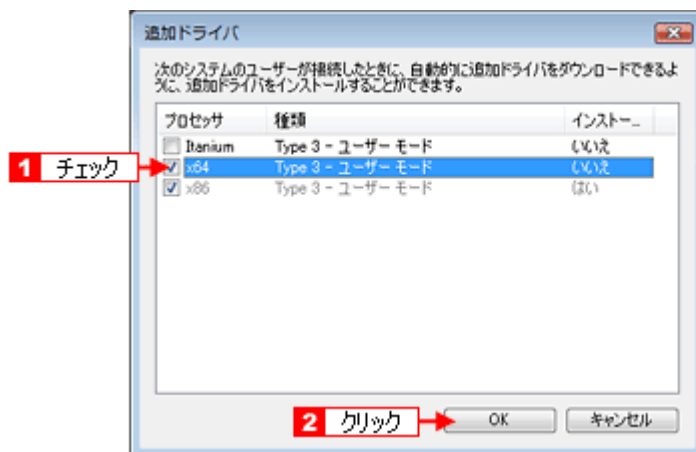 追加ドライバ
次のシステムのユーザーが接続したときに、自動的に追加ドライバをダウンロードできるよ
うに、追加ドライバをインストールすることができます。
プロセッサ 種類 インストー...
Itanium Type 3 - ユーザー モード いいえ
1 チェック
x64 Type 3 - ユーザー モード いいえ
x86 Type 3 - ユーザー モード はい
2 クリック
OK キャンセル